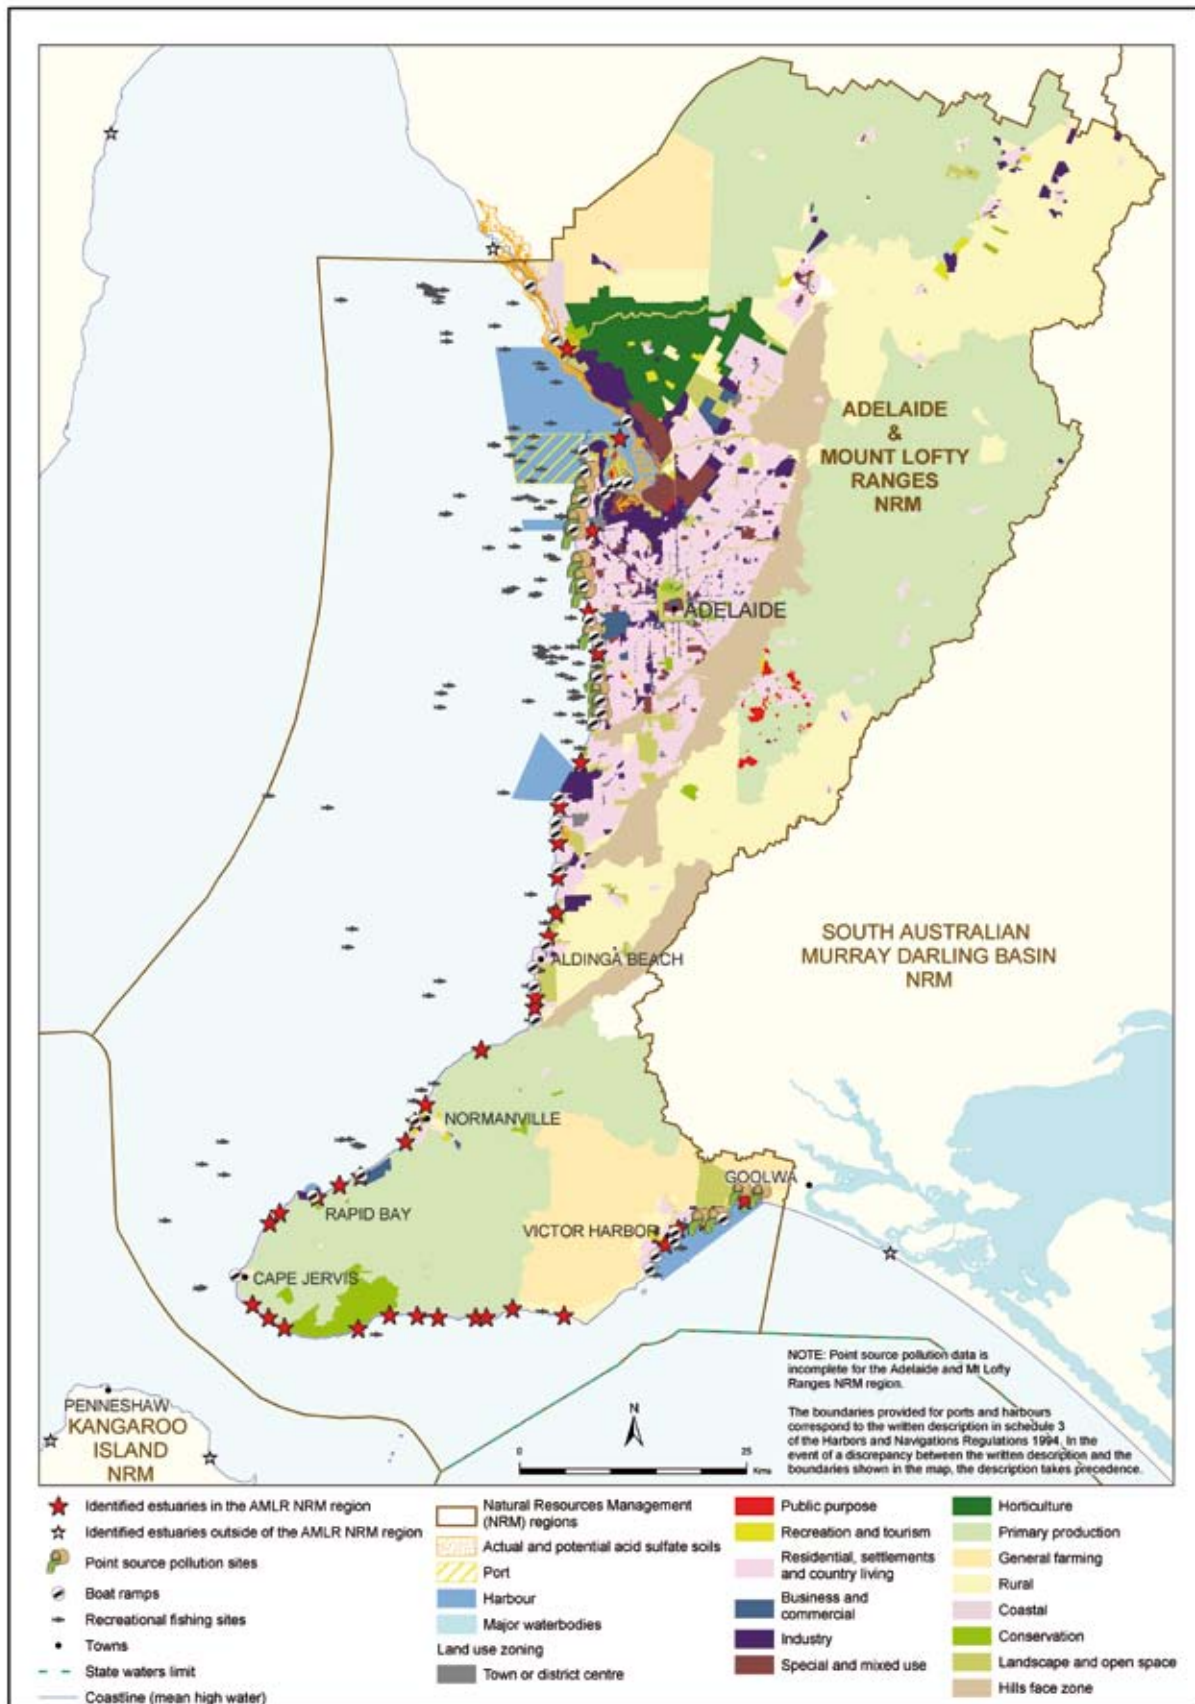 ADELAIDE
&
MOUNT LOFTY
RANGES
NRM
ADELAIDE
SOUTH AUSTRALIAN
MURRAY DARLING BASIN
NRM
ALDINGA BEACH
NORMANVILLE
GOOLWA
RAPID BAY
VICTOR HARBOR
CAPE JERVIS
PENNESHAW
KANGAROO
ISLAND
NRM
N
0 25
Kms
NOTE: Point source pollution data is
incomplete for the Adelaide and Mt Lofty
Ranges NRM region.
The boundaries provided for ports and harbours
correspond to the written description in schedule 3
of the Harbors and Navigations Regulations 1994. In the
event of a discrepancy between the written description and the
boundaries shown in the map, the description takes precedence.
Identified estuaries in the AMLR NRM region
Identified estuaries outside of the AMLR NRM region
Point source pollution sites
Boat ramps
Recreational fishing sites
Towns
State waters limit
Coastline (mean high water)
Natural Resources Management
(NRM) regions
Actual and potential acid sulfate soils
Port
Harbour
Major waterbodies
Land use zoning
Town or district centre
Public purpose
Recreation and tourism
Residential, settlements
and country living
Business and
commercial
Industry
Special and mixed use
Horticulture
Primary production
General farming
Rural
Coastal
Conservation
Landscape and open space
Hills face zone